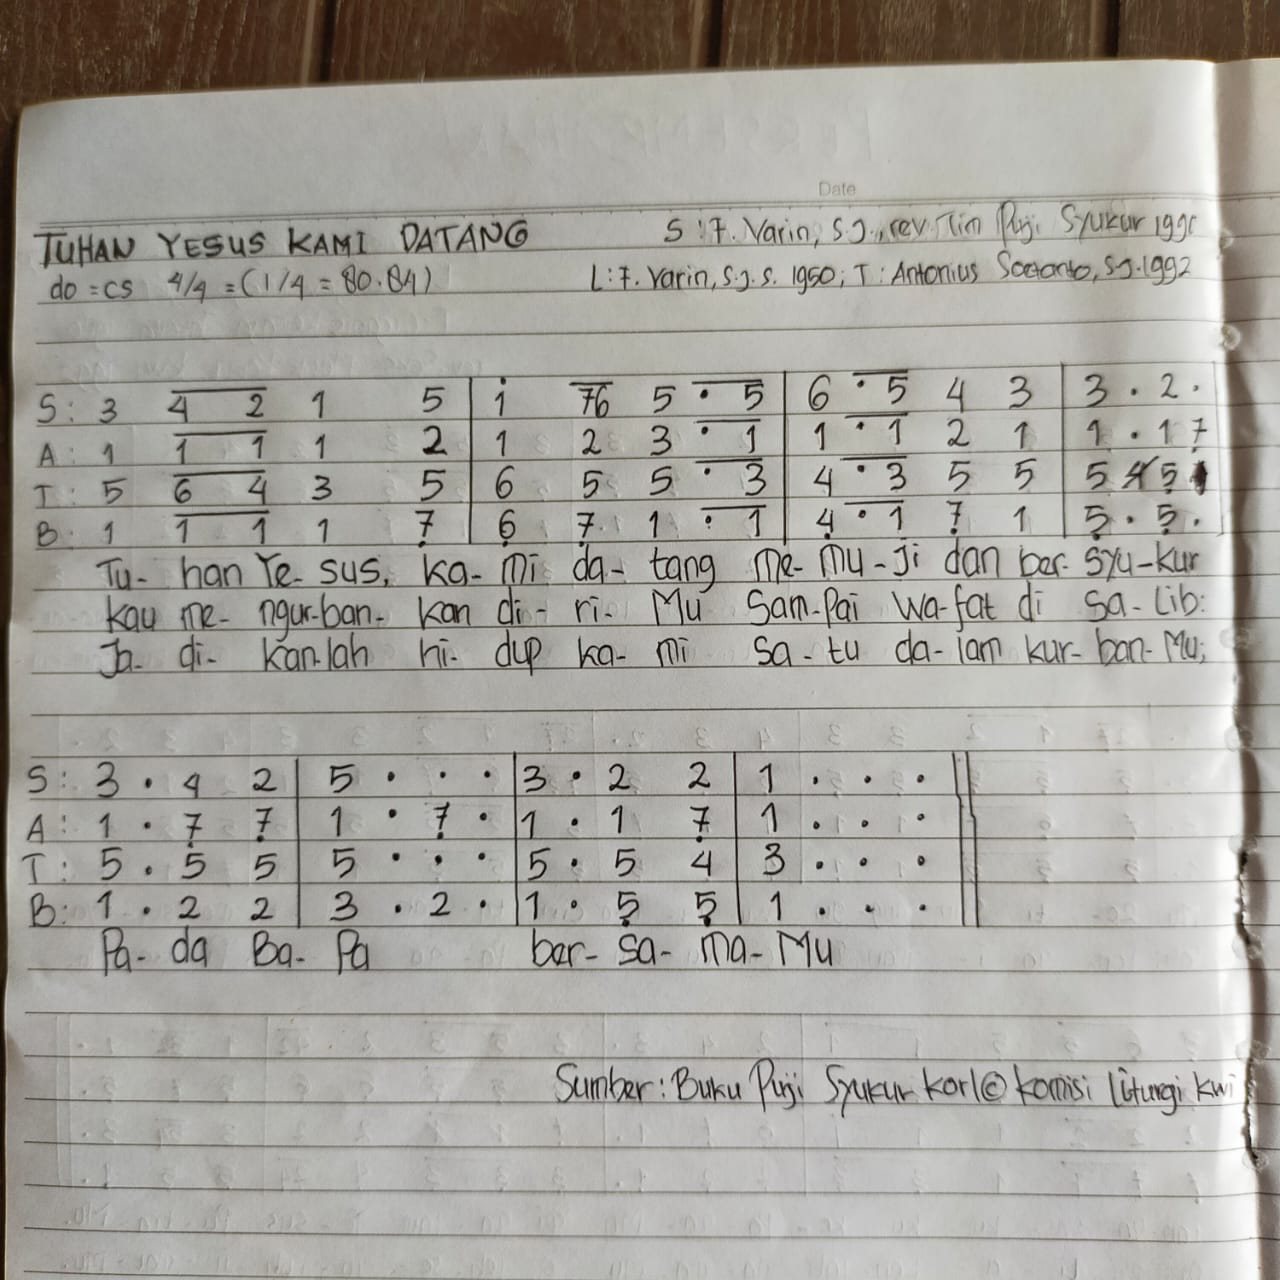 Date
TUHAN YESUS KAMI DATANG
S : F. Varin, S.J., rev Tim Puji Syukur 1991
do = cs 4/4 = (1/4 = 80.84)
L : F. Varin, S.J. S. 1950; T : Antonius Soetanto, S.J. 1992
S : 3 4 2 1 5 | i 76 5 . 5 | 6 . 5 4 3 | 3 . 2 .
A : 1 1 1 1 2 | 1 2 3 . 1 | 1 . 1 2 1 | 1 . 1 7̣
T : 5 6 4 3 5 | 6 5 5 . 3 | 4 . 3 5 5 | 5 4 5
B : 1 1 1 1 7̣ | 6̣ 7̣ 1 . 1 | 4̣ . 1 7̣ 1 | 5̣ . 5̣ .
Tu- han Ye- sus, ka- mi da- tang me- mu - ji dan ber- syu-kur
kau me- ngur-ban- kan di- ri- Mu Sam-pai wa-fat di sa-lib:
Ja- di- kan-lah hi- dup ka- mi sa- tu da-lam kur- ban-Mu;
S : 3 . 4 2 | 5 . . . | 3 . 2 2 | 1 . . . ||
A : 1 . 7̣ 7̣ | 1 . 7̣ . | 1 . 1 7̣ | 1 . . . ||
T : 5 . 5 5 | 5 . . . | 5 . 5 4 | 3 . . . ||
B : 1 . 2 2 | 3 . 2 . | 1 . 5̣ 5̣ | 1 . . . ||
Pa- da Ba- Pa ber- sa- ma- Mu
Sumber : Buku Puji Syukur Kor/© Komisi Liturgi KWI